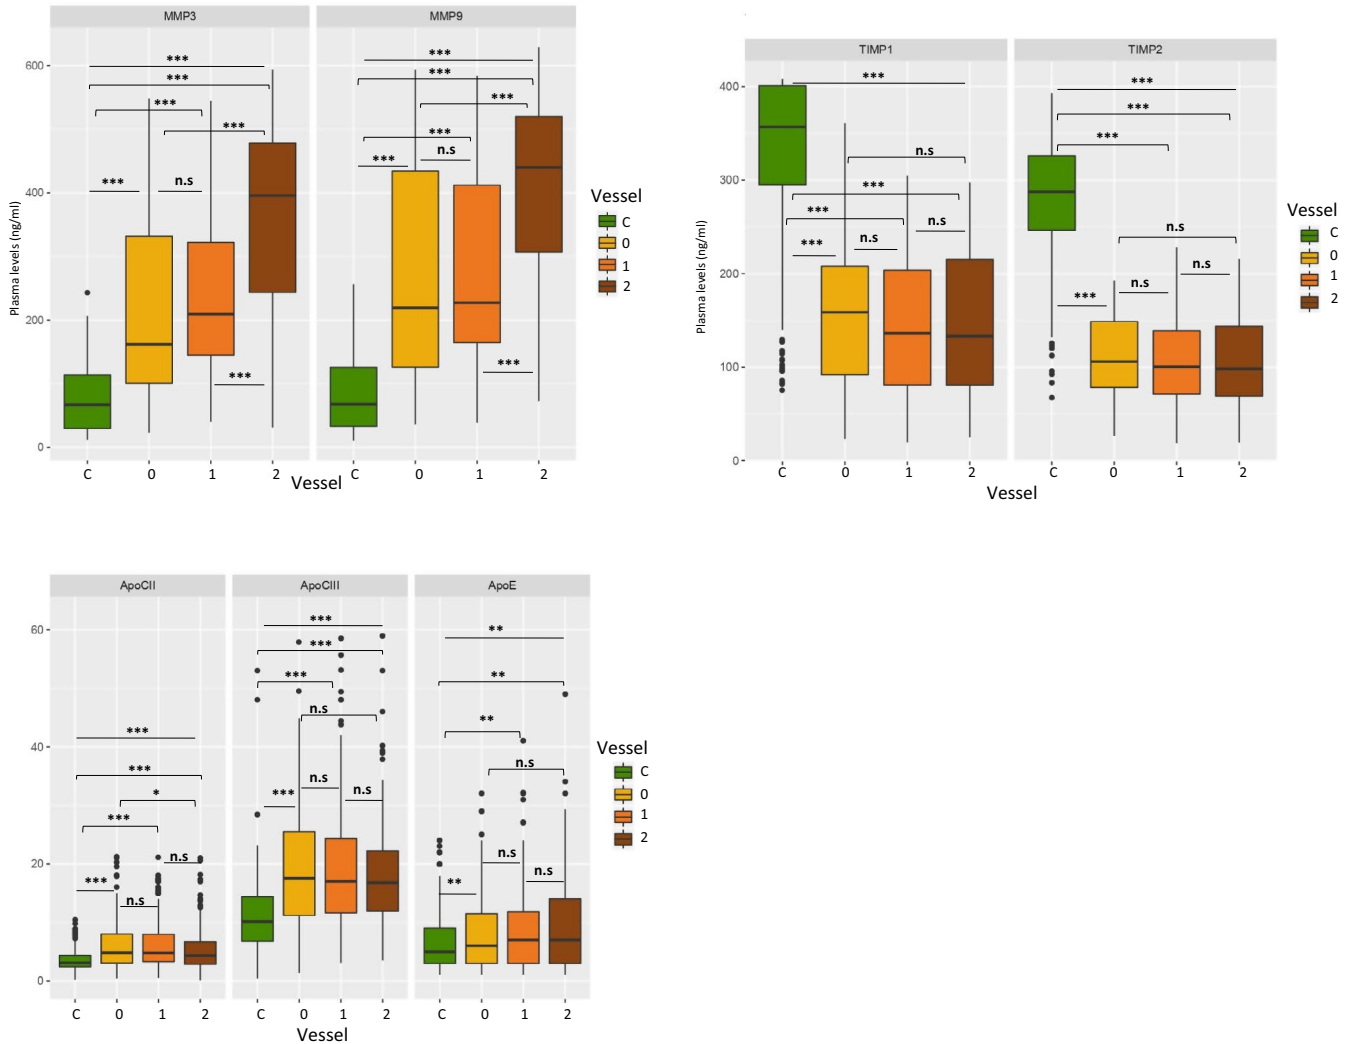 MMP3 MMP9
600
400
200
0
Plasma levels (ng/ml)
***
***
***
***
***
n.s
***
***
***
***
***
n.s
***
***
C 0 1 2 C 0 1 2
Vessel
Vessel
C
0
1
2
TIMP1 TIMP2
400
300
200
100
0
Plasma levels (ng/ml)
***
n.s
***
***
n.s
***
n.s
***
***
***
n.s
n.s
n.s
***
C 0 1 2 C 0 1 2
Vessel
Vessel
C
0
1
2
ApoCII ApoCIII ApoE
60
40
20
0
***
***
*
***
n.s
***
n.s
***
***
***
n.s
n.s
n.s
***
**
**
**
n.s
n.s
n.s
**
C 0 1 2 C 0 1 2 C 0 1 2
Vessel
Vessel
C
0
1
2